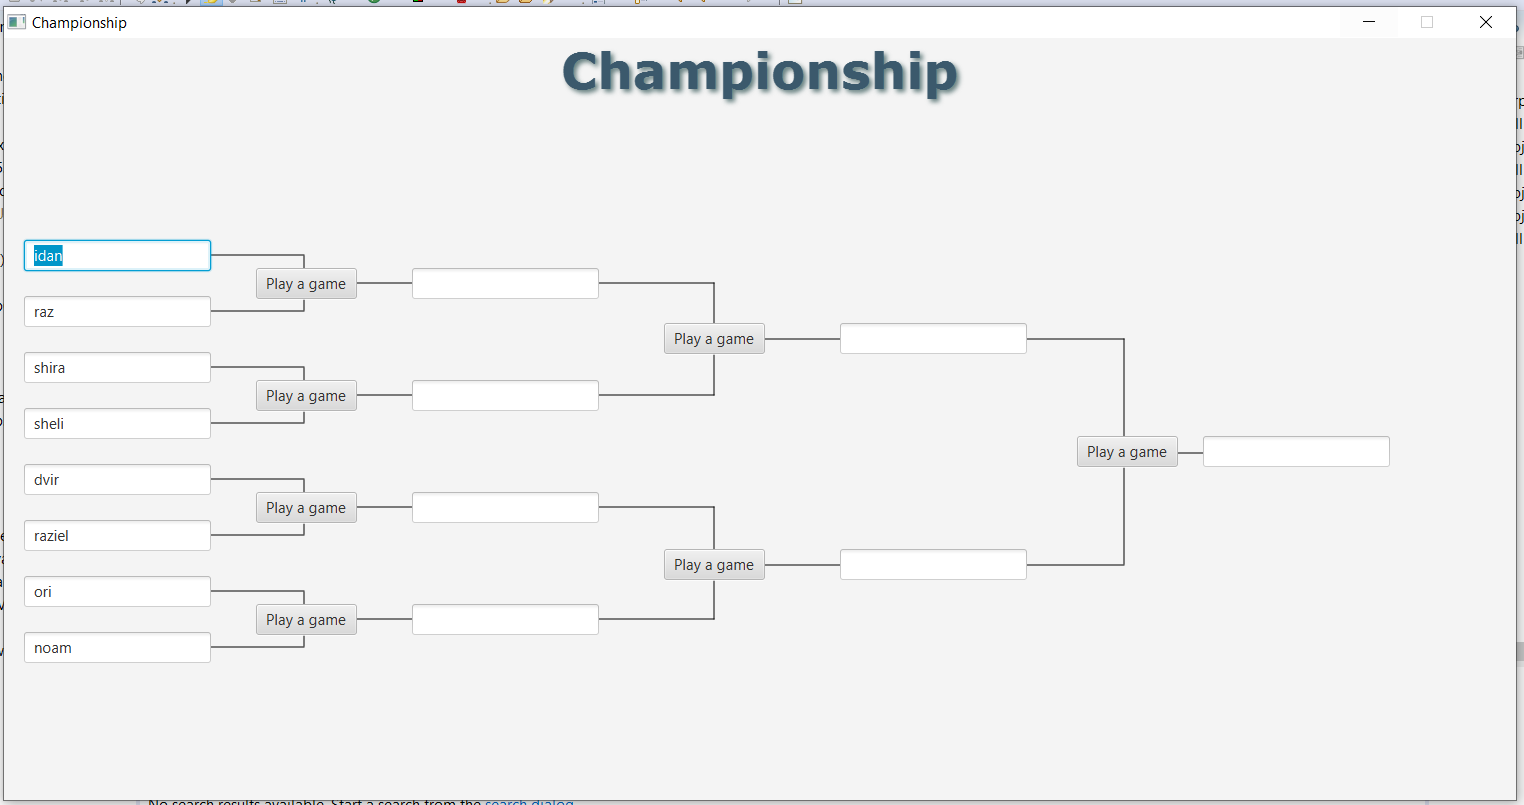 Championship
Championship
idan
Play a game
raz
Play a game
shira
Play a game
sheli
Play a game
dvir
Play a game
raziel
Play a game
ori
Play a game
noam
No search results available. Start a search from the search dialog